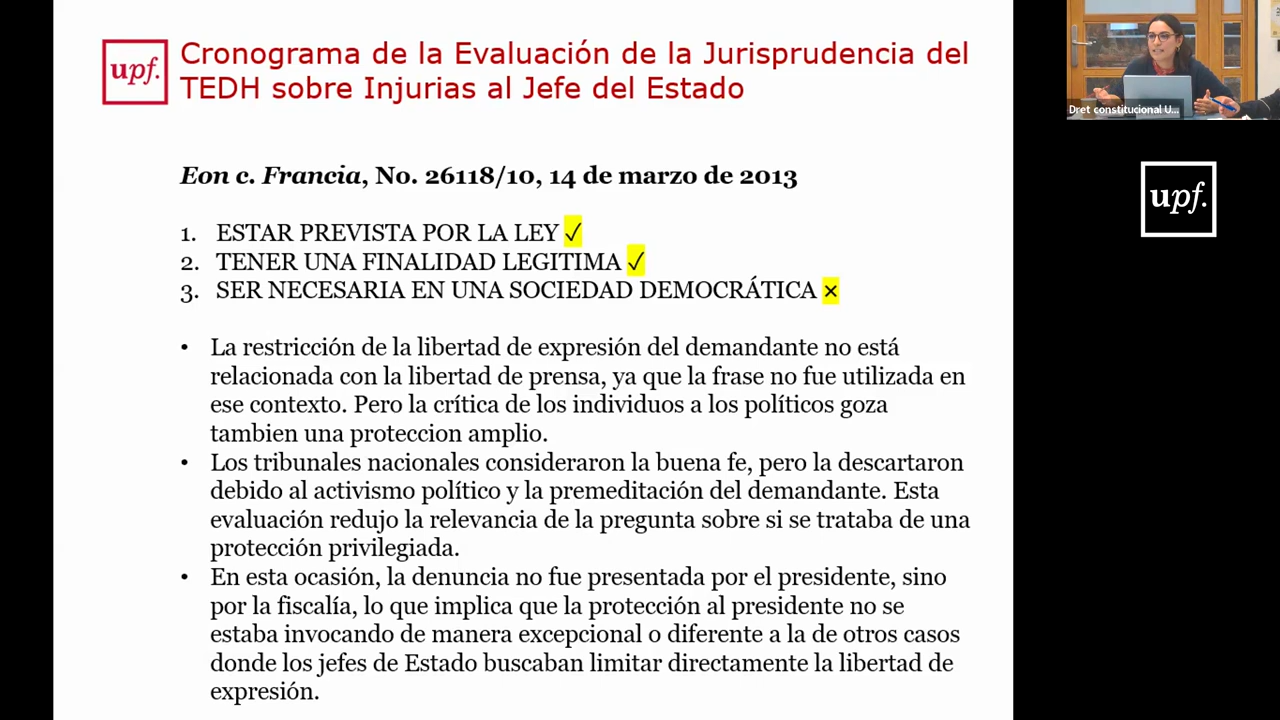 upf.
Cronograma de la Evaluación de la Jurisprudencia del
TEDH sobre Injurias al Jefe del Estado
Eon c. Francia, No. 26118/10, 14 de marzo de 2013
1. ESTAR PREVISTA POR LA LEY ✓
2. TENER UNA FINALIDAD LEGITIMA ✓
3. SER NECESARIA EN UNA SOCIEDAD DEMOCRÁTICA ×
• La restricción de la libertad de expresión del demandante no está
relacionada con la libertad de prensa, ya que la frase no fue utilizada en
ese contexto. Pero la crítica de los individuos a los políticos goza
tambien una proteccion amplio.
• Los tribunales nacionales consideraron la buena fe, pero la descartaron
debido al activismo político y la premeditación del demandante. Esta
evaluación redujo la relevancia de la pregunta sobre si se trataba de una
protección privilegiada.
• En esta ocasión, la denuncia no fue presentada por el presidente, sino
por la fiscalía, lo que implica que la protección al presidente no se
estaba invocando de manera excepcional o diferente a la de otros casos
donde los jefes de Estado buscaban limitar directamente la libertad de
expresión.
Dret constitucional U...
upf.